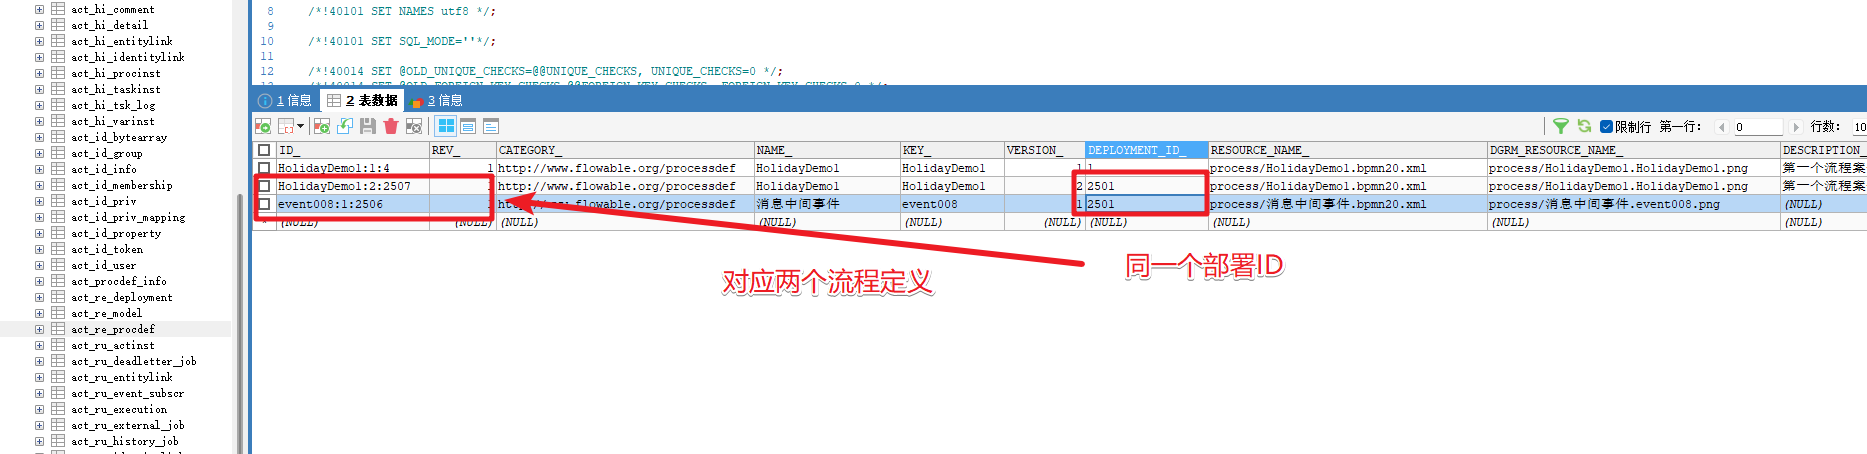 act_hi_comment
act_hi_detail
act_hi_entitylink
act_hi_identitylink
act_hi_procinst
act_hi_taskinst
act_hi_tsk_log
act_hi_varinst
act_id_bytearray
act_id_group
act_id_info
act_id_membership
act_id_priv
act_id_priv_mapping
act_id_property
act_id_token
act_id_user
act_procdef_info
act_re_deployment
act_re_model
act_re_procdef
act_ru_actinst
act_ru_deadletter_job
act_ru_entitylink
act_ru_event_subscr
act_ru_execution
act_ru_external_job
act_ru_history_job
8 /*!40101 SET NAMES utf8 */;
9
10 /*!40101 SET SQL_MODE=''*/;
11
12 /*!40014 SET @OLD_UNIQUE_CHECKS=@@UNIQUE_CHECKS, UNIQUE_CHECKS=0 */;
1 信息 2 表数据 3 信息
限制行 第一行: 0 行数: 10
ID_ REV_ CATEGORY_ NAME_ KEY_ VERSION_ DEPLOYMENT_ID_ RESOURCE_NAME_ DGRM_RESOURCE_NAME_ DESCRIPTION_
HolidayDemo1:1:4 1 http://www.flowable.org/processdef HolidayDemo1 HolidayDemo1 1 1 process/HolidayDemo1.bpmn20.xml process/HolidayDemo1.HolidayDemo1.png 第一个流程案
HolidayDemo1:2:2507 1 http://www.flowable.org/processdef HolidayDemo1 HolidayDemo1 2 2501 process/HolidayDemo1.bpmn20.xml process/HolidayDemo1.HolidayDemo1.png 第一个流程案
event008:1:2506 .flowable.org/processdef 消息中间事件 event008 1 2501 process/消息中间事件.bpmn20.xml process/消息中间事件.event008.png (NULL)
* (NULL) (NULL) (NULL) (NULL) (NULL) (NULL) (NULL) (NULL) (NULL) (NULL)
同一个部署ID
对应两个流程定义